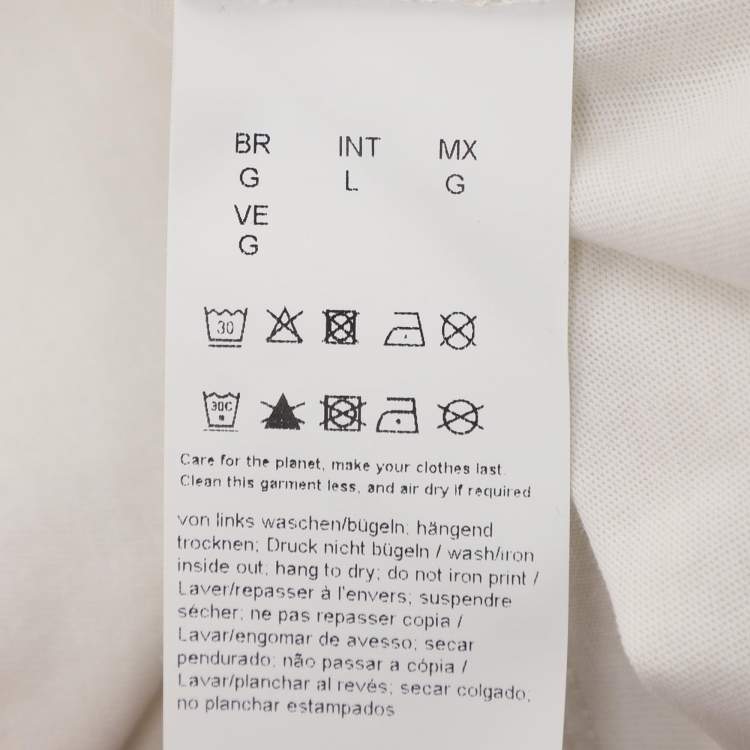 BR INT MX
G L G
VE
G
30
30C
Care for the planet, make your clothes last.
Clean this garment less, and air dry if required
von links waschen/bügeln; hängend
trocknen; Druck nicht bügeln / wash/iron
inside out, hang to dry; do not iron print /
Laver/repasser à l'envers; suspendre
sécher; ne pas repasser copia /
Lavar/engomar de avesso; secar
pendurado; não passar a cópia /
Lavar/planchar al revés; secar colgado;
no planchar estampados